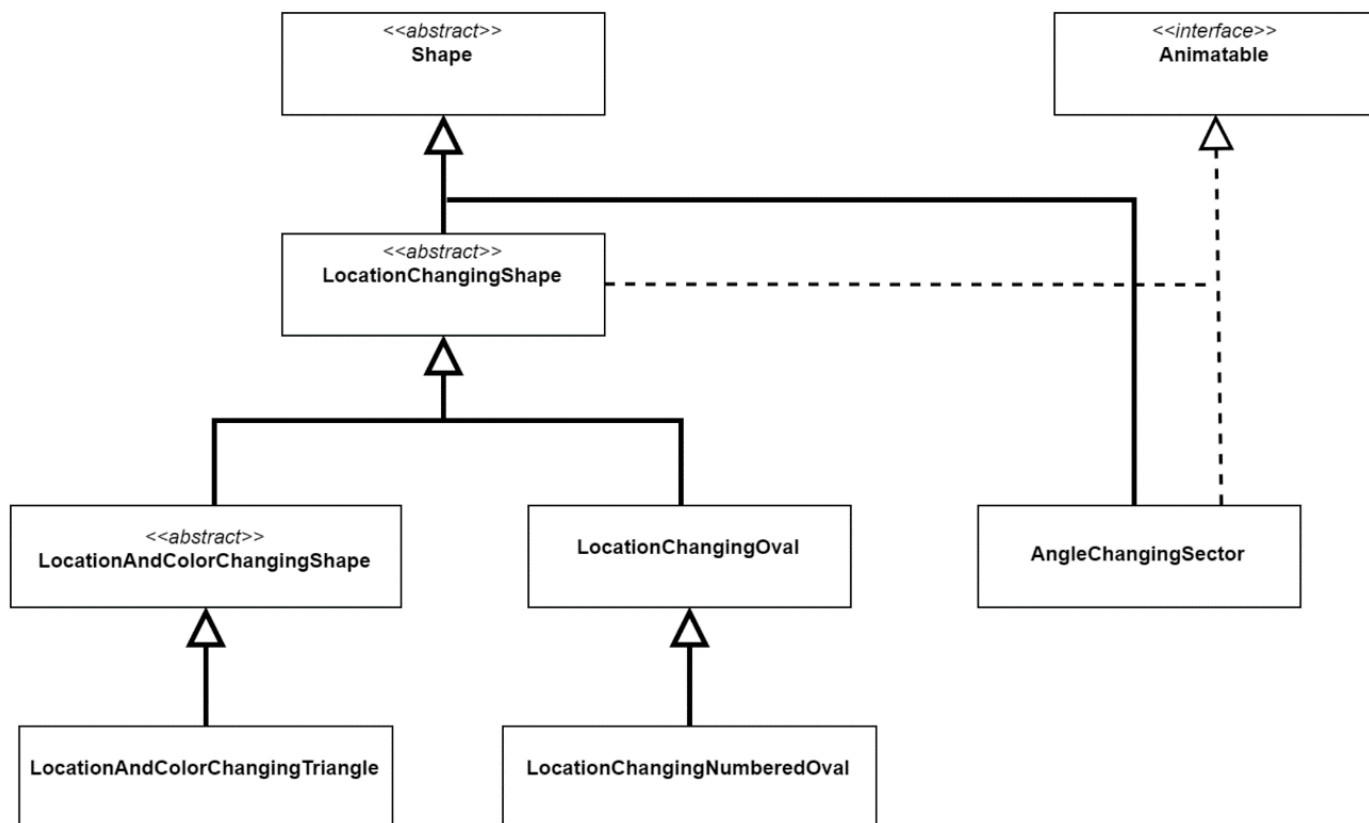 <<abstract>>
Shape
<<interface>>
Animatable
<<abstract>>
LocationChangingShape
<<abstract>>
LocationAndColorChangingShape
LocationChangingOval
AngleChangingSector
LocationAndColorChangingTriangle
LocationChangingNumberedOval